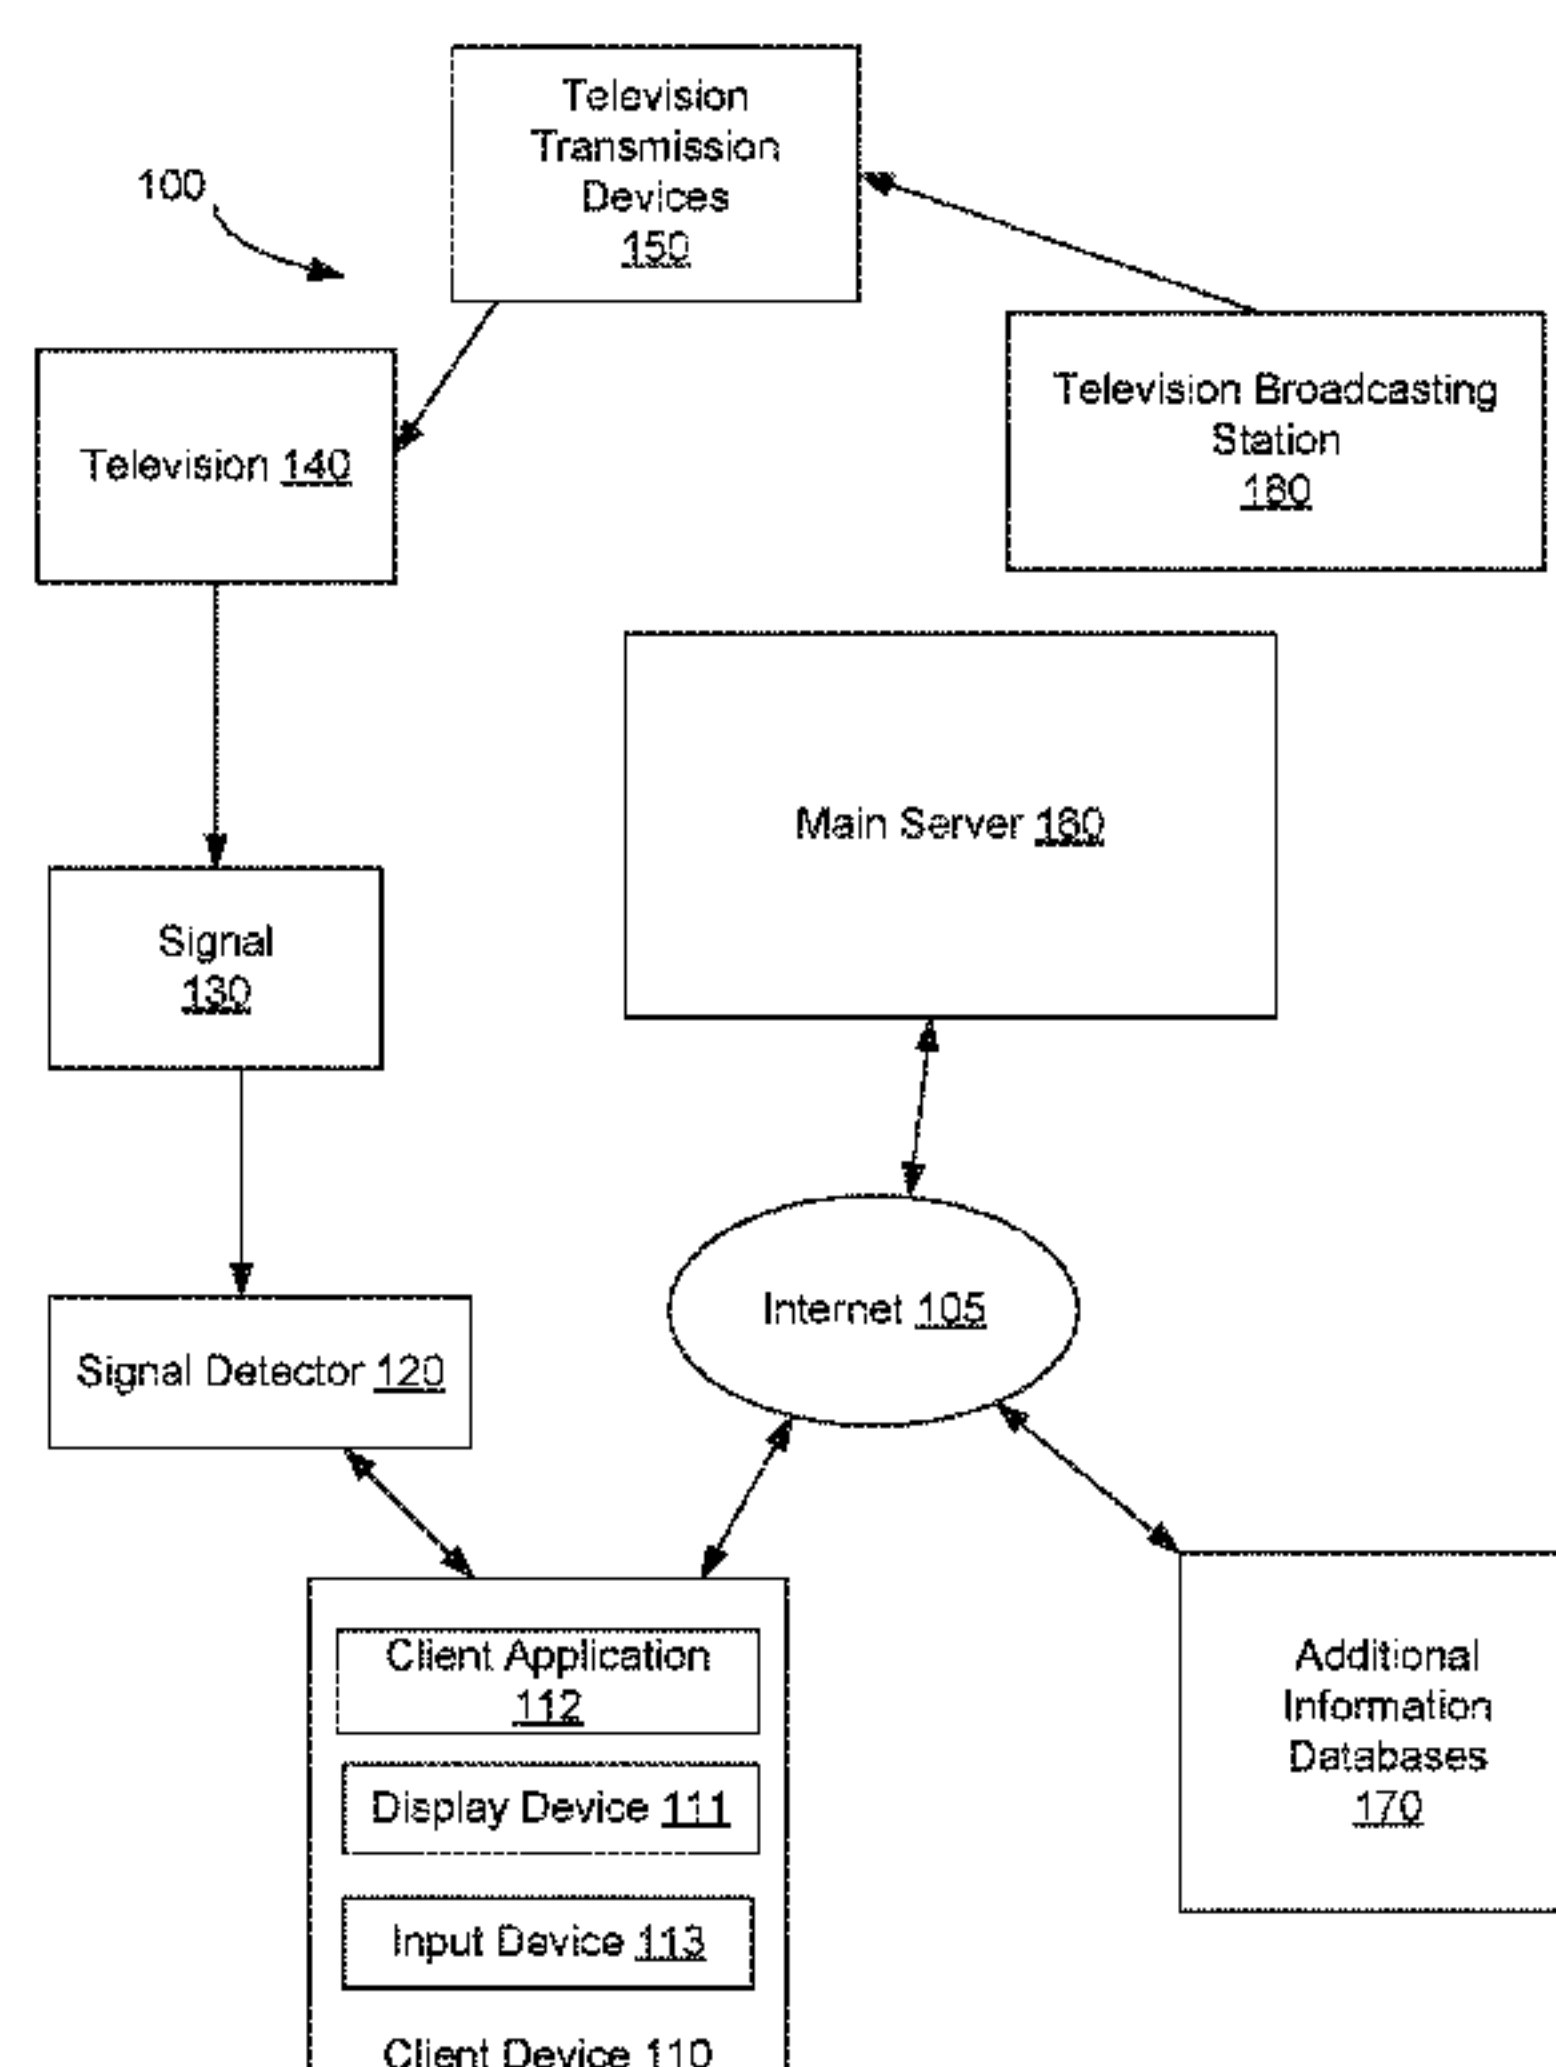 Television
Transmission
Devices
150
100
Television Broadcasting
Station
180
Television 140
Main Server 160
Signal
130
Internet 105
Signal Detector 120
Client Application
112
Display Device 111
Input Device 113
Client Device 110
Additional
Information
Databases
170